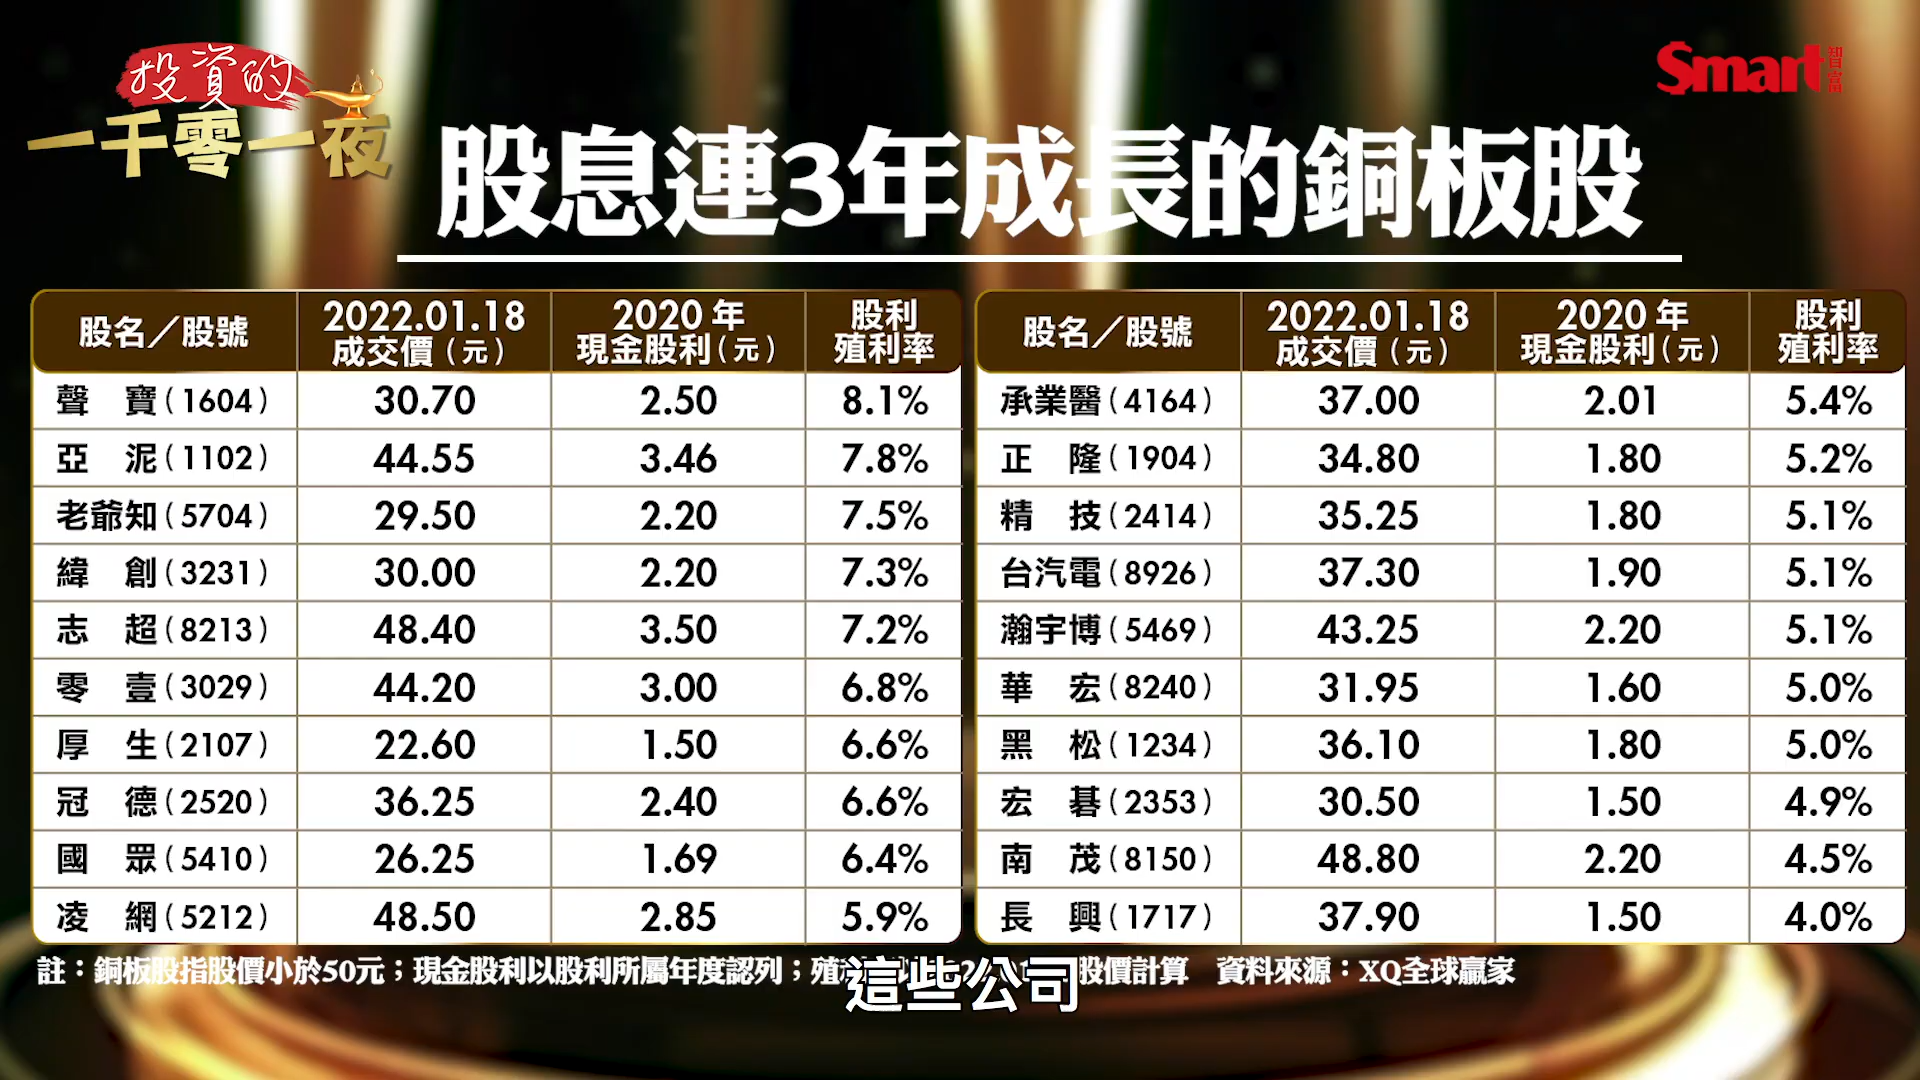 投資的
一千零一夜
Smart智富
股息連3年成長的銅板股
股名／股號 2022.01.18成交價（元） 2020年現金股利（元） 股利殖利率
聲寶（1604） 30.70 2.50 8.1%
亞泥（1102） 44.55 3.46 7.8%
老爺知（5704） 29.50 2.20 7.5%
緯創（3231） 30.00 2.20 7.3%
志超（8213） 48.40 3.50 7.2%
零壹（3029） 44.20 3.00 6.8%
厚生（2107） 22.60 1.50 6.6%
冠德（2520） 36.25 2.40 6.6%
國眾（5410） 26.25 1.69 6.4%
凌網（5212） 48.50 2.85 5.9%
股名／股號 2022.01.18成交價（元） 2020年現金股利（元） 股利殖利率
承業醫（4164） 37.00 2.01 5.4%
正隆（1904） 34.80 1.80 5.2%
精技（2414） 35.25 1.80 5.1%
台汽電（8926） 37.30 1.90 5.1%
瀚宇博（5469） 43.25 2.20 5.1%
華宏（8240） 31.95 1.60 5.0%
黑松（1234） 36.10 1.80 5.0%
宏碁（2353） 30.50 1.50 4.9%
南茂（8150） 48.80 2.20 4.5%
長興（1717） 37.90 1.50 4.0%
註：銅板股指股價小於50元；現金股利以股利所屬年度認列；殖 股價計算 資料來源：XQ全球贏家
這些公司